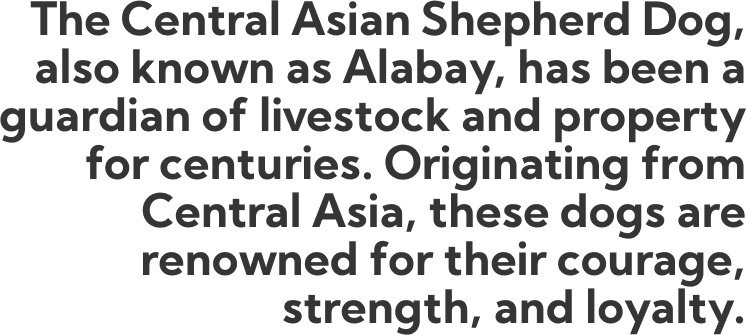 The Central Asian Shepherd Dog,
also known as Alabay, has been a
guardian of livestock and property
for centuries. Originating from
Central Asia, these dogs are
renowned for their courage,
strength, and loyalty.